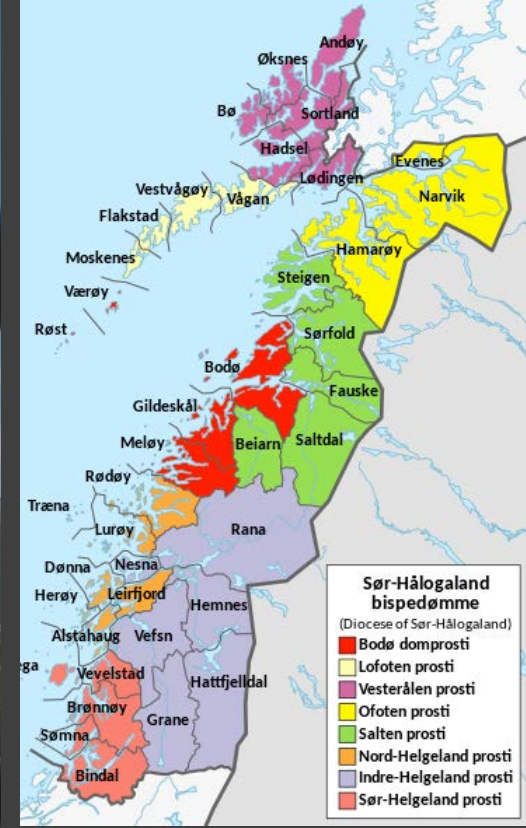 Andøy
Øksnes
Bø
Sortland
Hadsel
Lødingen
Evenes
Narvik
Vestvågøy
Vågan
Flakstad
Hamarøy
Moskenes
Steigen
Værøy
Røst
Sørfold
Bodø
Fauske
Gildeskål
Meløy
Beiarn
Saltdal
Rødøy
Træna
Lurøy
Rana
Dønna
Nesna
Herøy
Leirfjord
Hemnes
Alstahaug
Vefsn
ega
Vevelstad
Hattfjelldal
Brønnøy
Grane
Sømna
Bindal
Sør-Hålogaland
bispedømme
(Diocese of Sør-Hålogaland)
Bodø domprosti
Lofoten prosti
Vesterålen prosti
Ofoten prosti
Salten prosti
Nord-Helgeland prosti
Indre-Helgeland prosti
Sør-Helgeland prosti